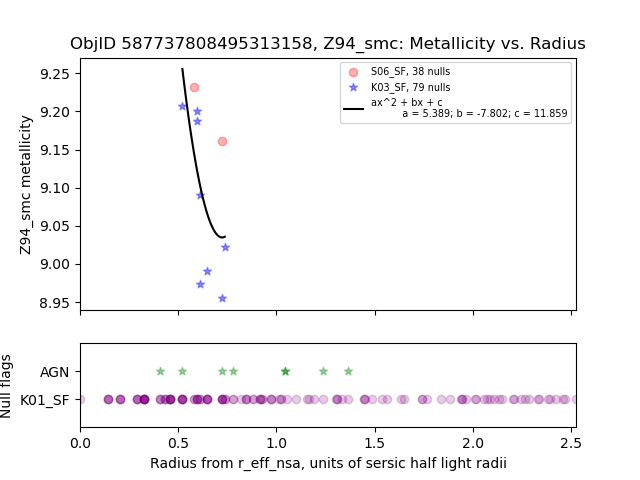 ObjID 587737808495313158, Z94_smc: Metallicity vs. Radius
S06_SF, 38 nulls
K03_SF, 79 nulls
ax^2 + bx + c
a = 5.389; b = -7.802; c = 11.859
Z94_smc metallicity
9.25
9.20
9.15
9.10
9.05
9.00
8.95
Null flags
AGN
K01_SF
0.0 0.5 1.0 1.5 2.0 2.5
Radius from r_eff_nsa, units of sersic half light radii